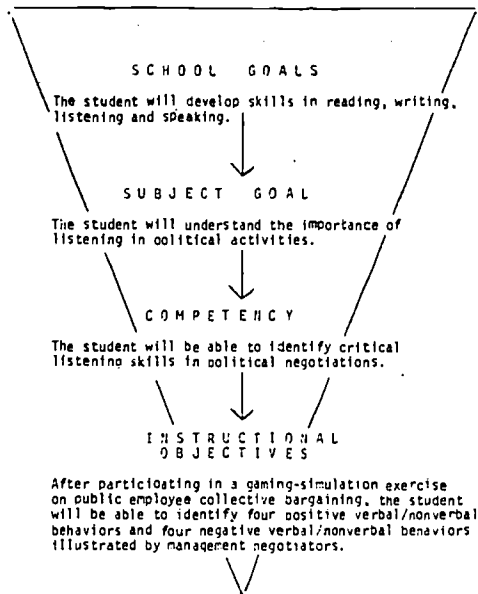 SCHOOL GOALS
The student will develop skills in reading, writing,
listening and speaking.
SUBJECT GOAL
The student will understand the importance of
listening in political activities.
COMPETENCY
The student will be able to identify critical
listening skills in political negotiations.
INSTRUCTIONAL
OBJECTIVES
After participating in a gaming-simulation exercise
on public employee collective bargaining, the student
will be able to identify four positive verbal/nonverbal
behaviors and four negative verbal/nonverbal behaviors
illustrated by management negotiators.